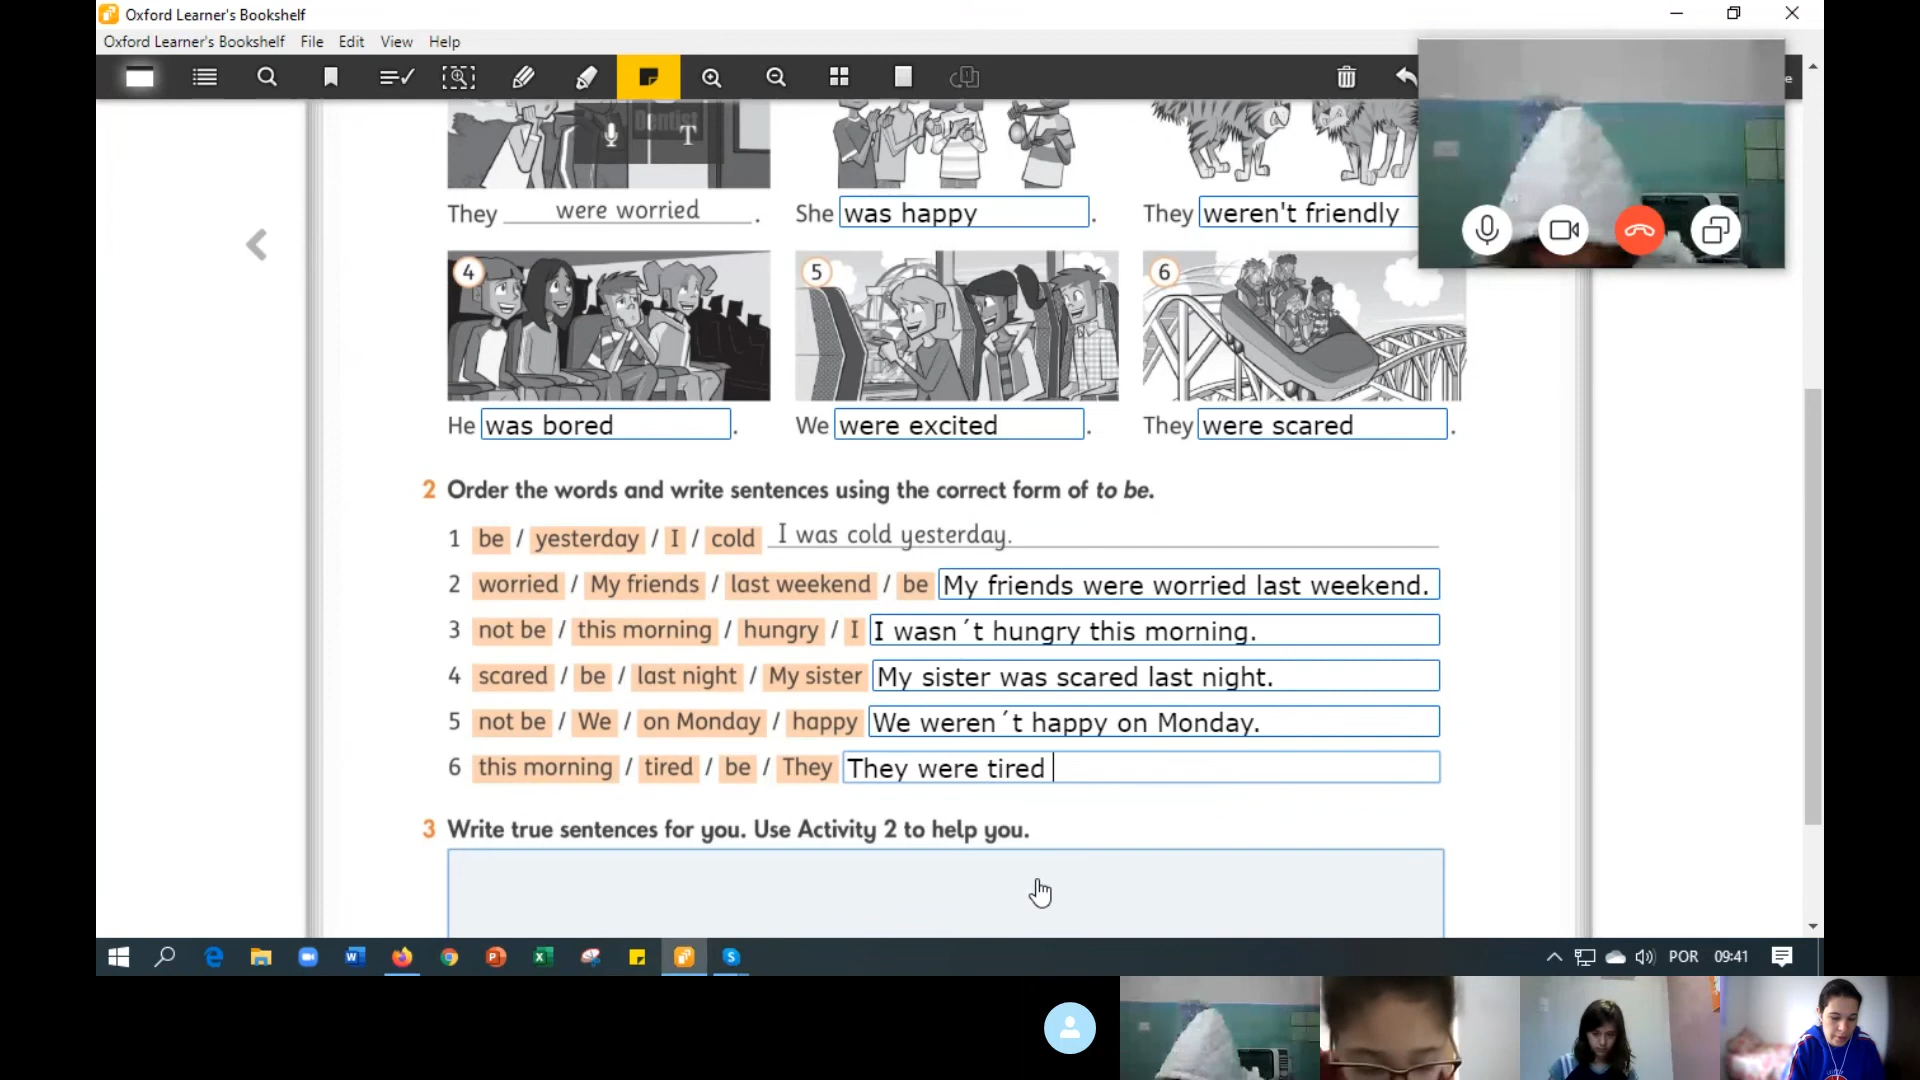 Oxford Learner's Bookshelf
Oxford Learner's Bookshelf File Edit View Help
Dentist
T
They were worried .
She was happy .
They weren't friendly
4
5
6
He was bored .
We were excited .
They were scared .
2 Order the words and write sentences using the correct form of to be.
1 be / yesterday / I / cold I was cold yesterday.
2 worried / My friends / last weekend / be My friends were worried last weekend.
3 not be / this morning / hungry / I I wasn´t hungry this morning.
4 scared / be / last night / My sister My sister was scared last night.
5 not be / We / on Monday / happy We weren´t happy on Monday.
6 this morning / tired / be / They They were tired
3 Write true sentences for you. Use Activity 2 to help you.
POR 09:41